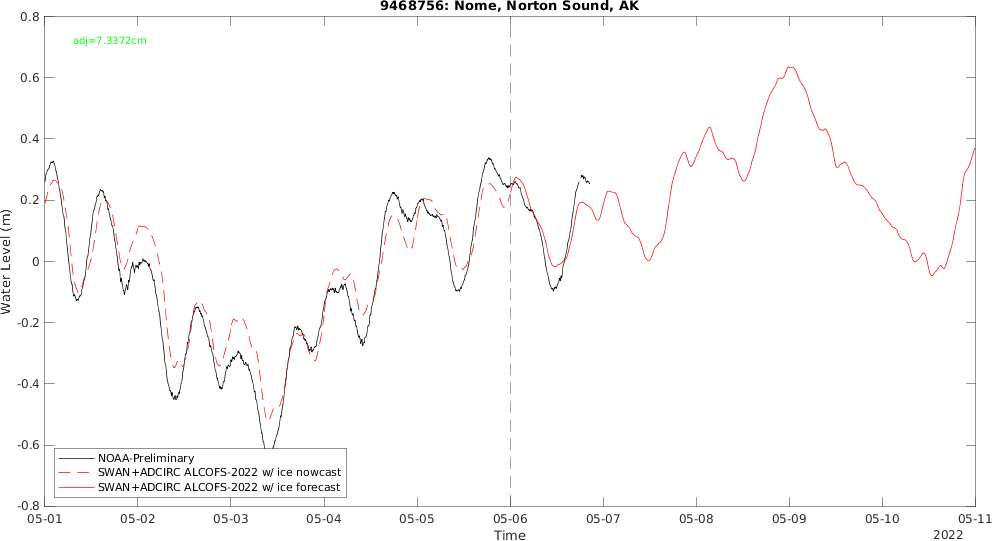 9468756: Nome, Norton Sound, AK
adj=7.3372cm
Water Level (m)
0.8
0.6
0.4
0.2
0
-0.2
-0.4
-0.6
-0.8
NOAA-Preliminary
SWAN+ADCIRC ALCOFS-2022 w/ ice nowcast
SWAN+ADCIRC ALCOFS-2022 w/ ice forecast
05-01 05-02 05-03 05-04 05-05 05-06 05-07 05-08 05-09 05-10 05-11
Time
2022